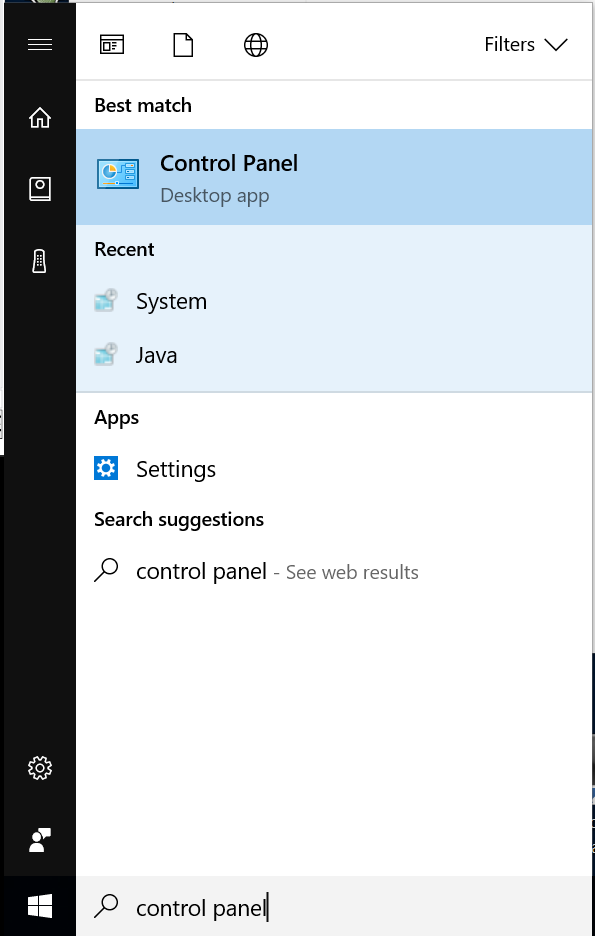 Filters
Best match
Control Panel
Desktop app
Recent
System
Java
Apps
Settings
Search suggestions
control panel - See web results
control panel